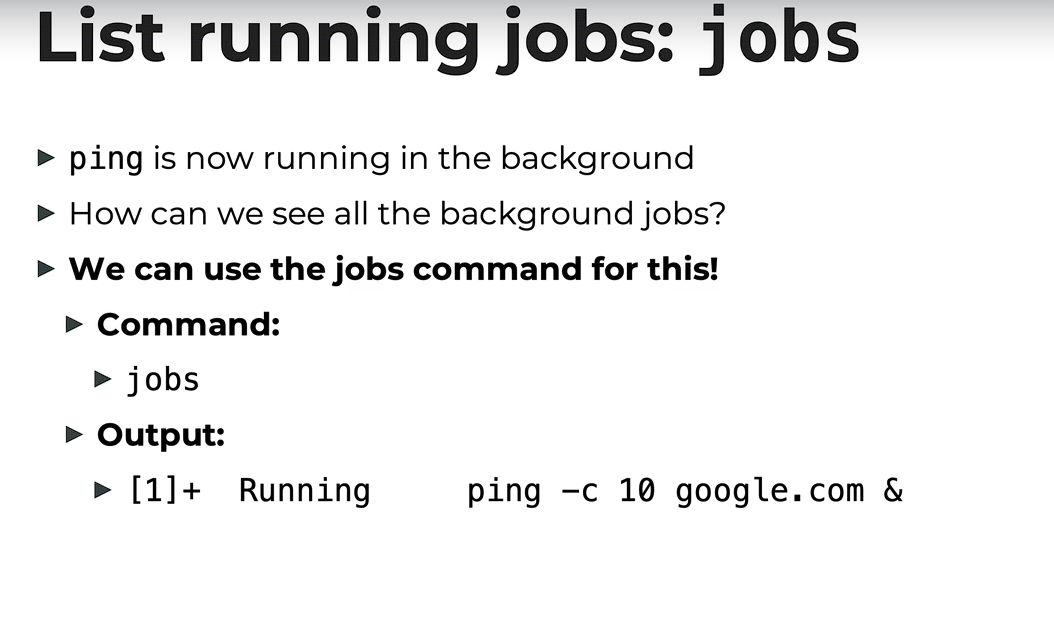 List running jobs: jobs
ping is now running in the background
How can we see all the background jobs?
We can use the jobs command for this!
Command:
jobs
Output:
[1]+  Running     ping -c 10 google.com &